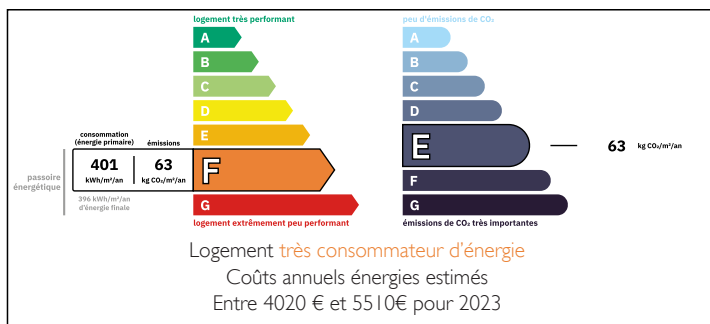 logement très performant
A
B
C
D
E
consommation
(énergie primaire)
émissions
passoire
énergétique
401
kWh/m²/an
63
kg CO₂/m²/an
F
396 kWh/m²/an
d'énergie finale
G
logement extrêmement peu performant
peu d'émissions de CO₂
A
B
C
D
E
63 kg CO₂/m²/an
F
G
émissions de CO₂ très importantes
Logement très consommateur d'énergie
Coûts annuels énergies estimés
Entre 4020 € et 5510€ pour 2023